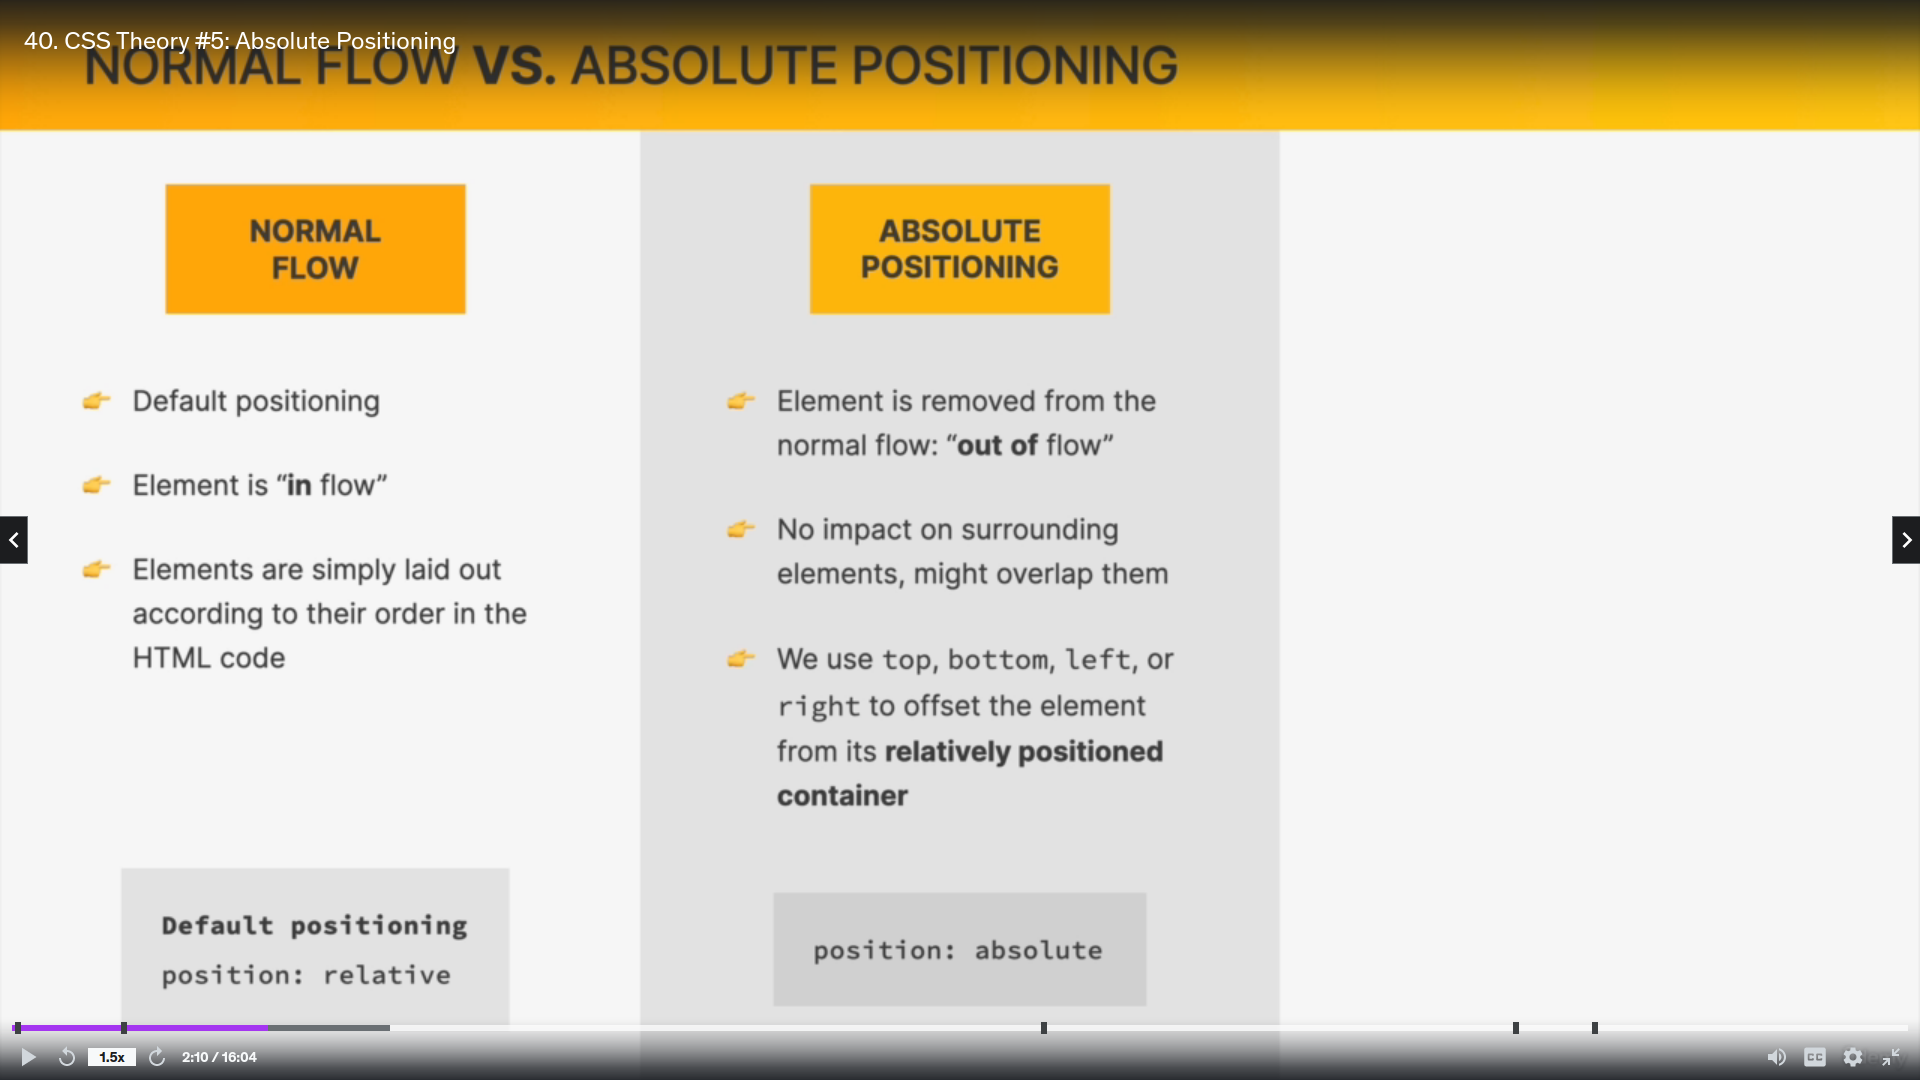 40. CSS Theory #5: Absolute Positioning
NORMAL FLOW VS. ABSOLUTE POSITIONING
NORMAL
FLOW
Default positioning
Element is “in flow”
Elements are simply laid out
according to their order in the
HTML code
Default positioning
position: relative
ABSOLUTE
POSITIONING
Element is removed from the
normal flow: “out of flow”
No impact on surrounding
elements, might overlap them
We use top, bottom, left, or
right to offset the element
from its relatively positioned
container
position: absolute
1.5x
2:10 / 16:04
CC